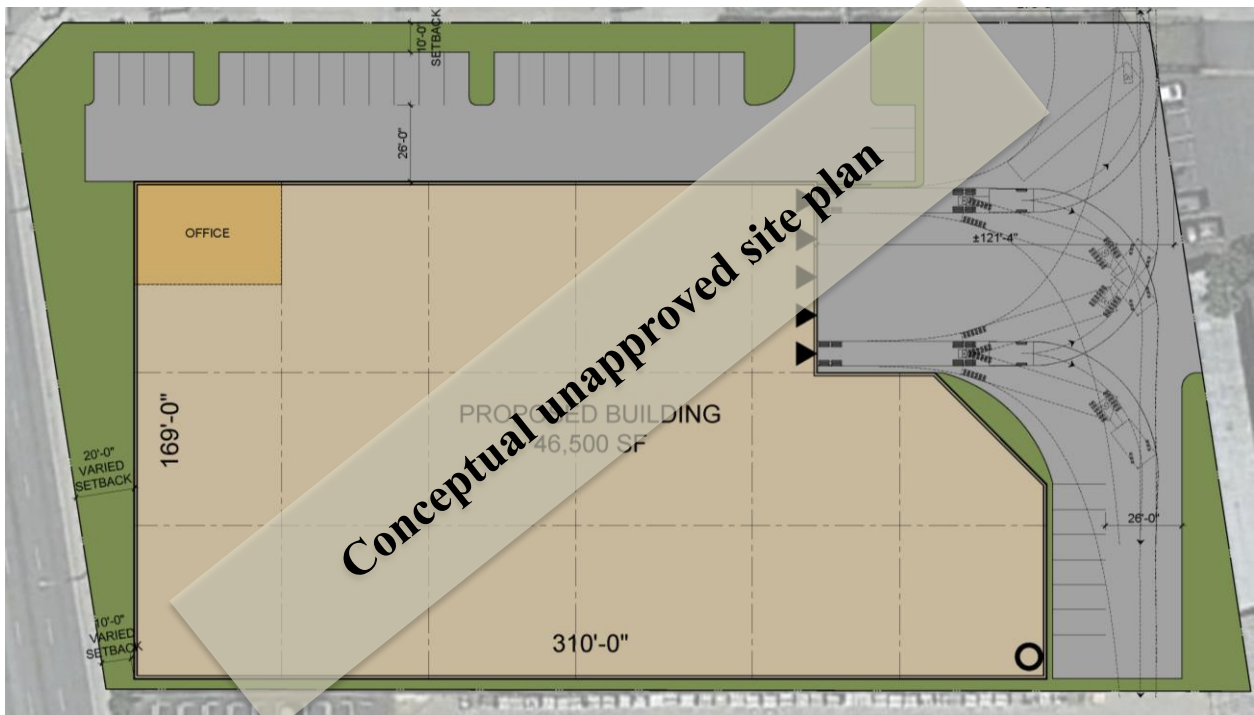 10'-0"
SETBACK
26'-0"
OFFICE
±121'-4"
Conceptual unapproved site plan
PROPOSED BUILDING
46,500 SF
169'-0"
20'-0"
VARIED
SETBACK
26'-0"
10'-0"
VARIED
SETBACK
310'-0"